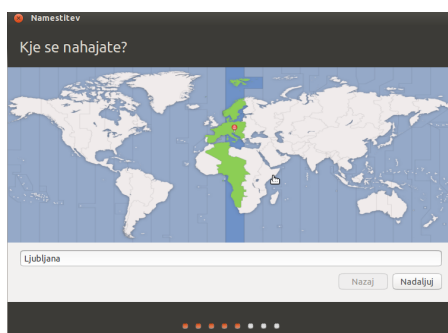 Namestitev
Kje se nahajate?
Ljubljana
Nazaj
Nadaljuj